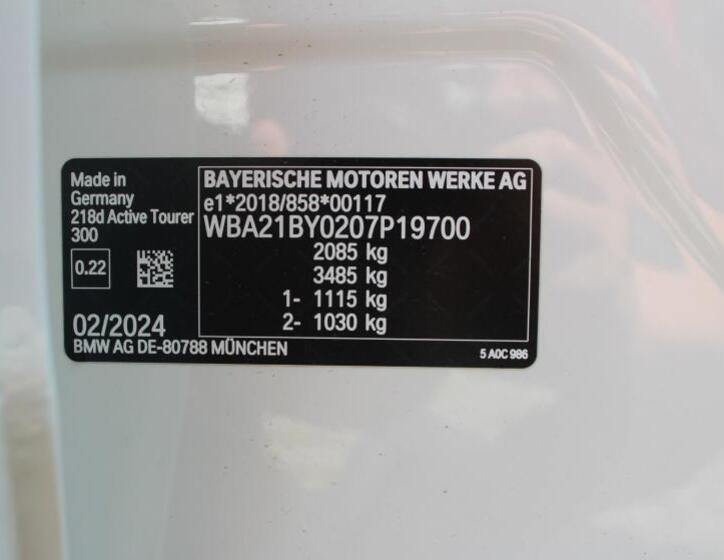 Made in
Germany
218d Active Tourer
300
0.22
02/2024
BAYERISCHE MOTOREN WERKE AG
e1*2018/858*00117
WBA21BY0207P19700
2085 kg
3485 kg
1- 1115 kg
2- 1030 kg
BMW AG DE-80788 MÜNCHEN
5 A0C 986